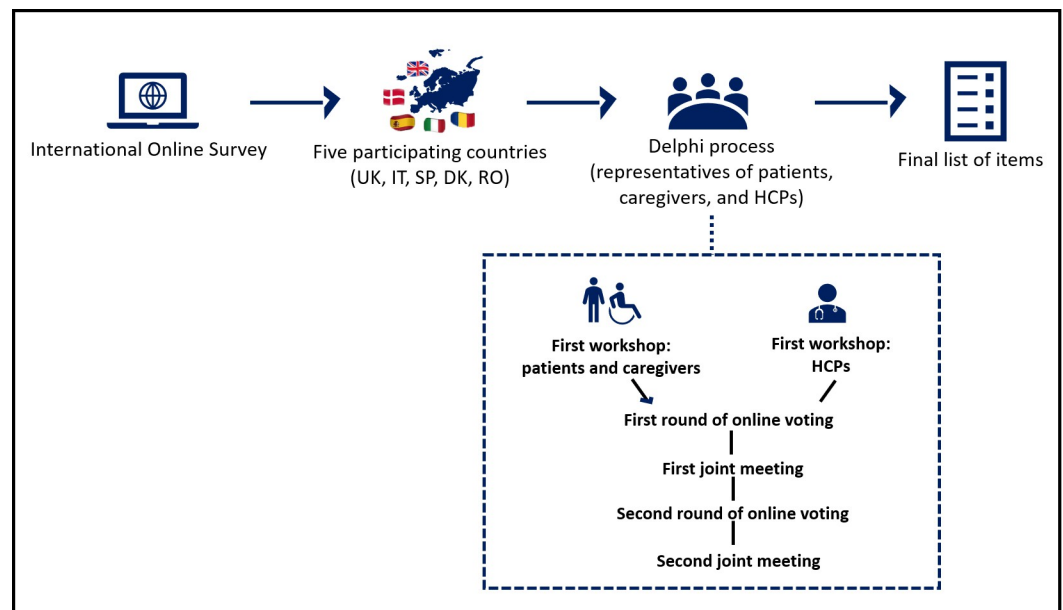 International Online Survey
Five participating countries
(UK, IT, SP, DK, RO)
Delphi process
(representatives of patients,
caregivers, and HCPs)
Final list of items
First workshop:
patients and caregivers
First workshop:
HCPs
First round of online voting
First joint meeting
Second round of online voting
Second joint meeting